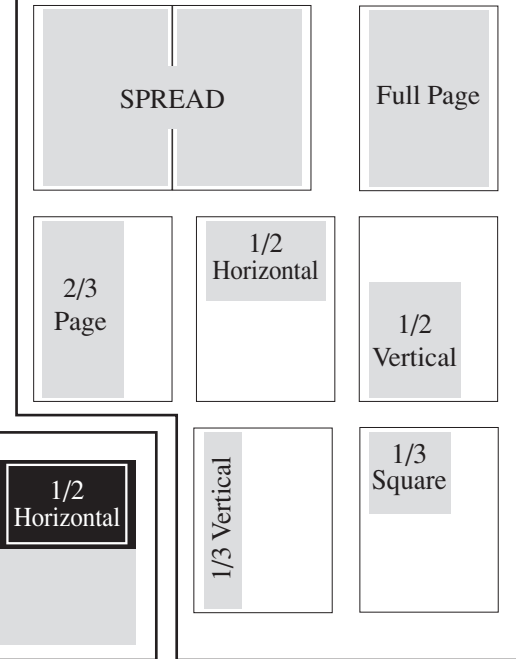 SPREAD
Full Page
2/3
Page
1/2
Horizontal
1/2
Vertical
1/2
Horizontal
1/3 Vertical
1/3
Square